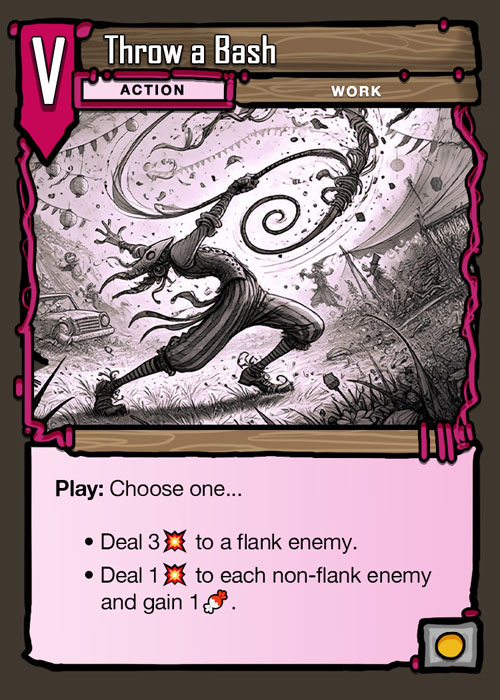 V
Throw a Bash
ACTION
WORK
Play: Choose one...
• Deal 3 to a flank enemy.
• Deal 1 to each non-flank enemy
and gain 1.